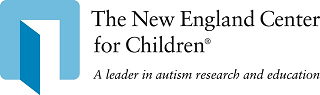 The New England Center
for Children®
A leader in autism research and education